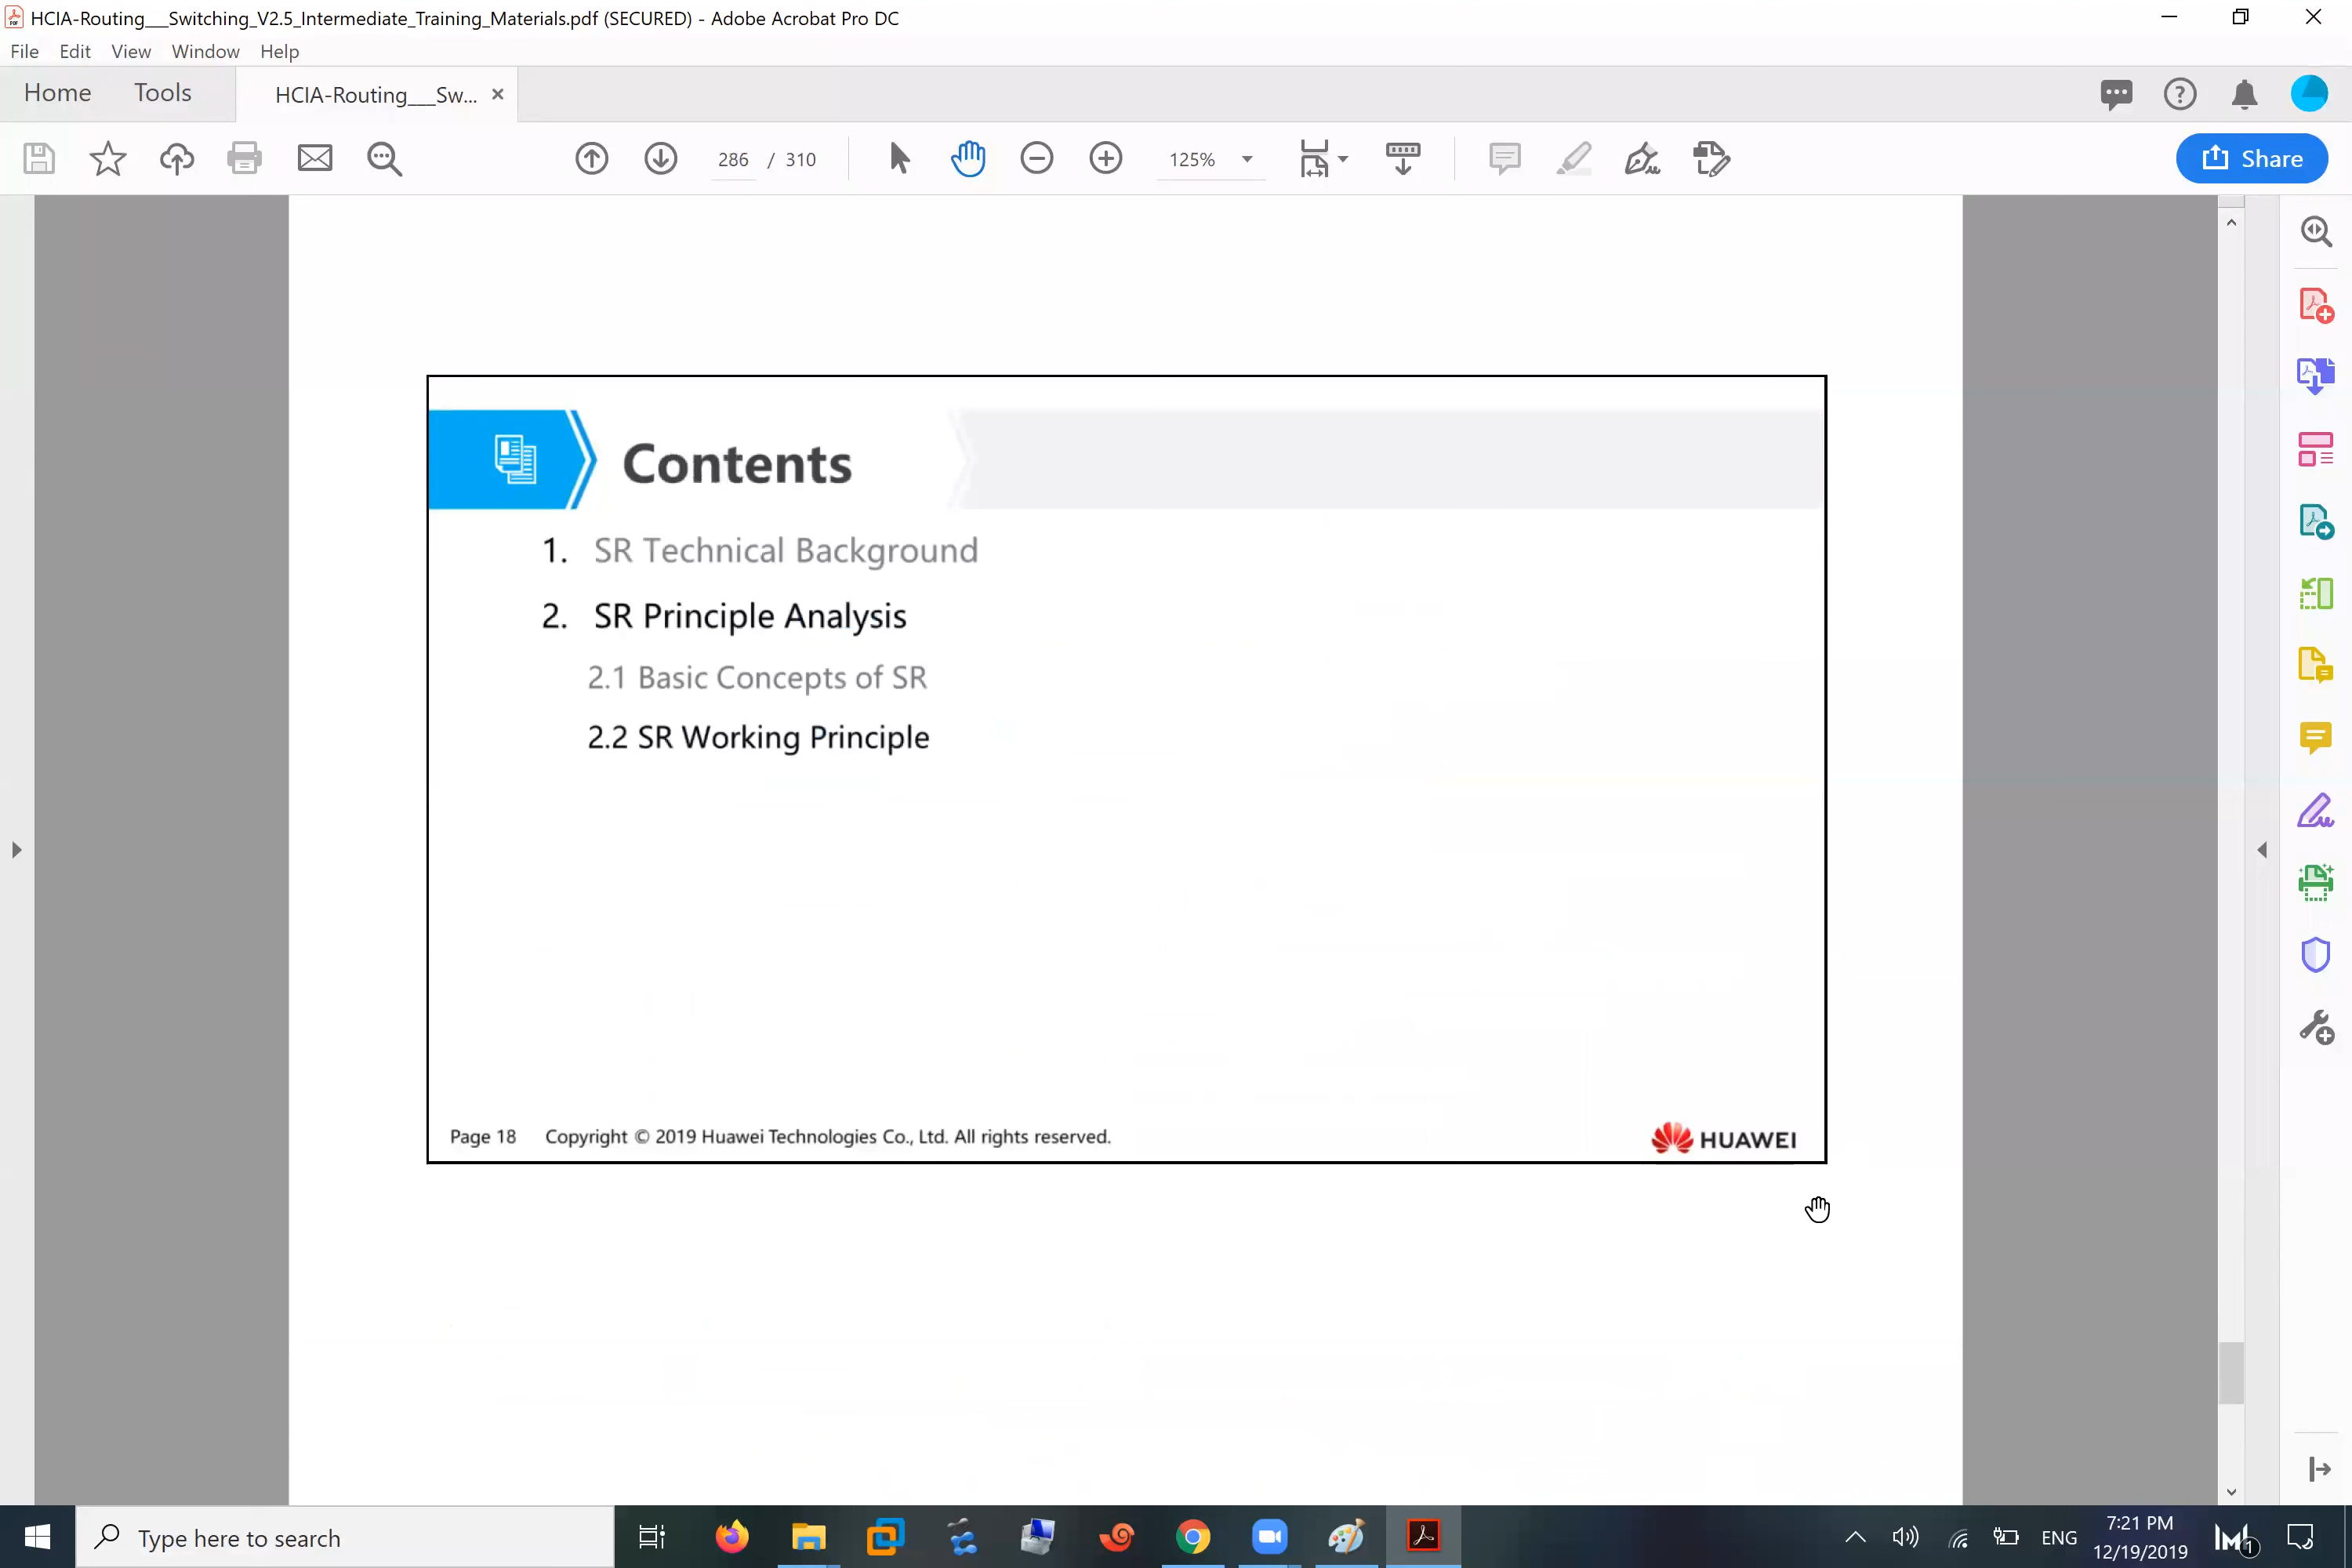 HCIA-Routing___Switching_V2.5_Intermediate_Training_Materials.pdf (SECURED) - Adobe Acrobat Pro DC
File Edit View Window Help
Home Tools HCIA-Routing___Sw... ×
286 / 310 125% Share
Contents
1. SR Technical Background
2. SR Principle Analysis
2.1 Basic Concepts of SR
2.2 SR Working Principle
Page 18 Copyright © 2019 Huawei Technologies Co., Ltd. All rights reserved. HUAWEI
Type here to search
ENG
7:21 PM
12/19/2019
1